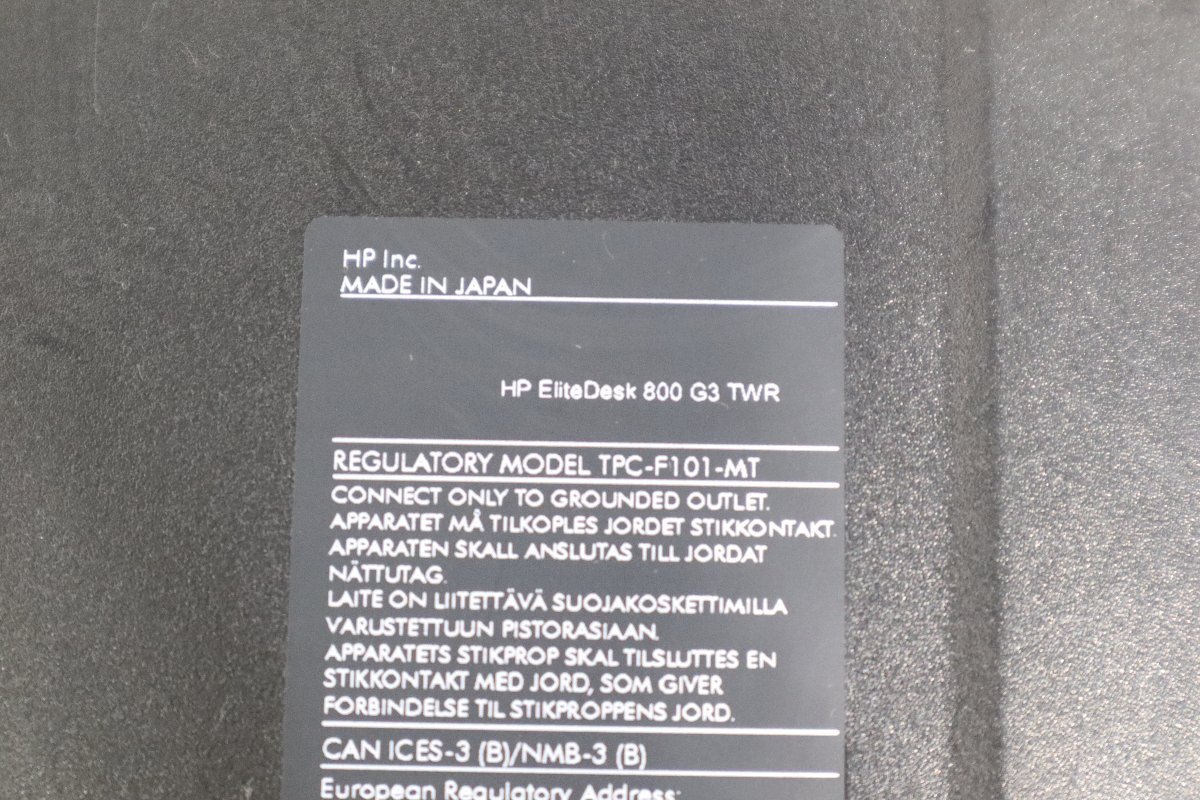 HP Inc.
MADE IN JAPAN
HP EliteDesk 800 G3 TWR
REGULATORY MODEL TPC-F101-MT
CONNECT ONLY TO GROUNDED OUTLET.
APPARATET MÅ TILKOPLES JORDET STIKKONTAKT.
APPARATEN SKALL ANSLUTAS TILL JORDAT
NÄTTUTAG.
LAITE ON LIITETTÄVÄ SUOJAKOSKETTIMILLA
VARUSTETTUUN PISTORASIAAN.
APPARATETS STIKPROP SKAL TILSLUTTES EN
STIKKONTAKT MED JORD, SOM GIVER
FORBINDELSE TIL STIKPROPPENS JORD.
CAN ICES-3 (B)/NMB-3 (B)
European Regulatory Address: